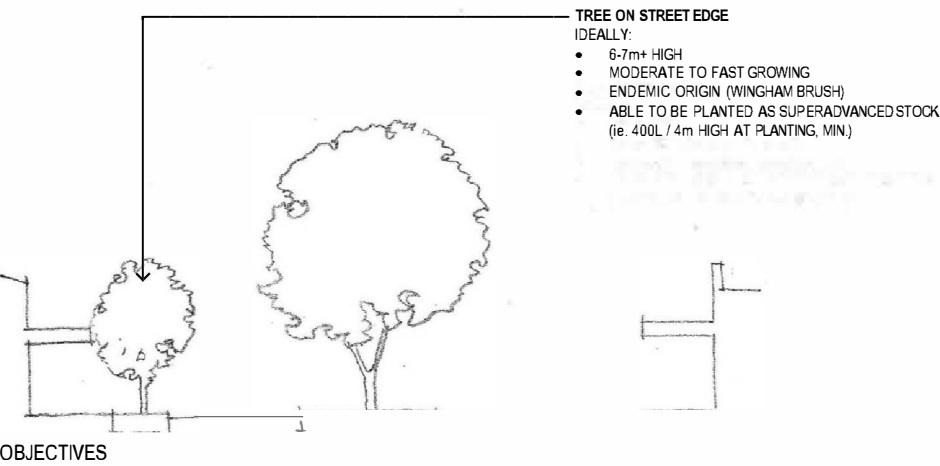 TREE ON STREET EDGE
IDEALLY:
• 6-7m+ HIGH
• MODERATE TO FAST GROWING
• ENDEMIC ORIGIN (WINGHAM BRUSH)
• ABLE TO BE PLANTED AS SUPERADVANCED STOCK
(ie. 400L / 4m HIGH AT PLANTING, MIN.)
OBJECTIVES